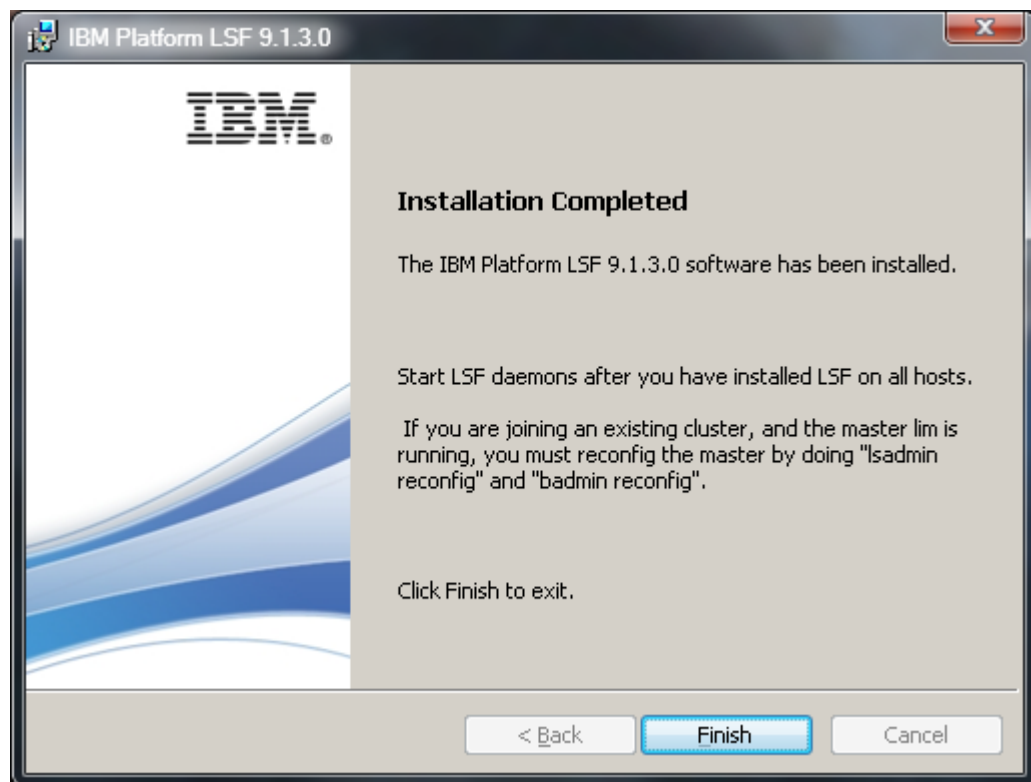 IBM Platform LSF 9.1.3.0
IBM®
Installation Completed
The IBM Platform LSF 9.1.3.0 software has been installed.
Start LSF daemons after you have installed LSF on all hosts.
If you are joining an existing cluster, and the master lim is
running, you must reconfig the master by doing "lsadmin
reconfig" and "badmin reconfig".
Click Finish to exit.
< Back
Finish
Cancel